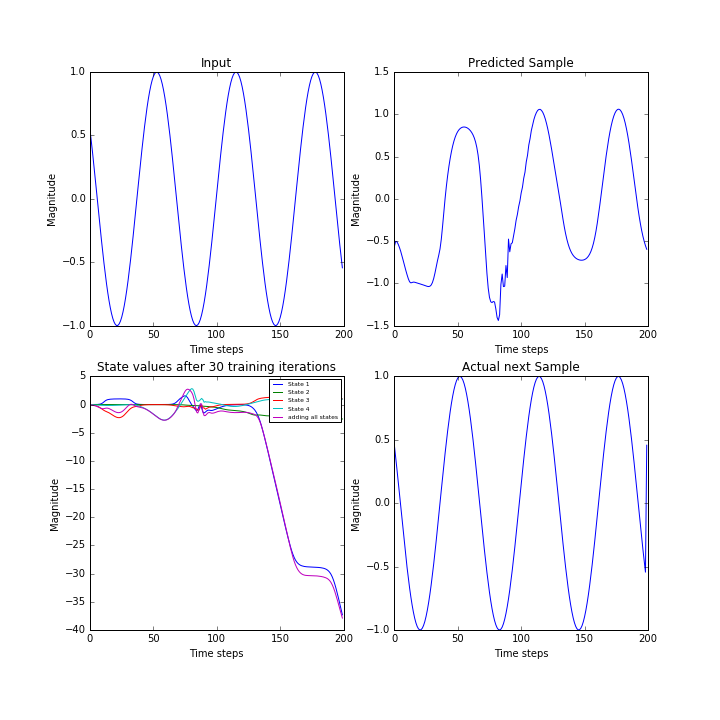 Input
1.0
0.5
0.0
−0.5
−1.0
Magnitude
0 50 100 150 200
Time steps
Predicted Sample
1.5
1.0
0.5
0.0
−0.5
−1.0
−1.5
Magnitude
0 50 100 150 200
Time steps
State values after 30 training iterations
5
0
−5
−10
−15
−20
−25
−30
−35
−40
Magnitude
0 50 100 150 200
Time steps
State 1
State 2
State 3
State 4
adding all states
Actual next Sample
1.0
0.5
0.0
−0.5
−1.0
Magnitude
0 50 100 150 200
Time steps